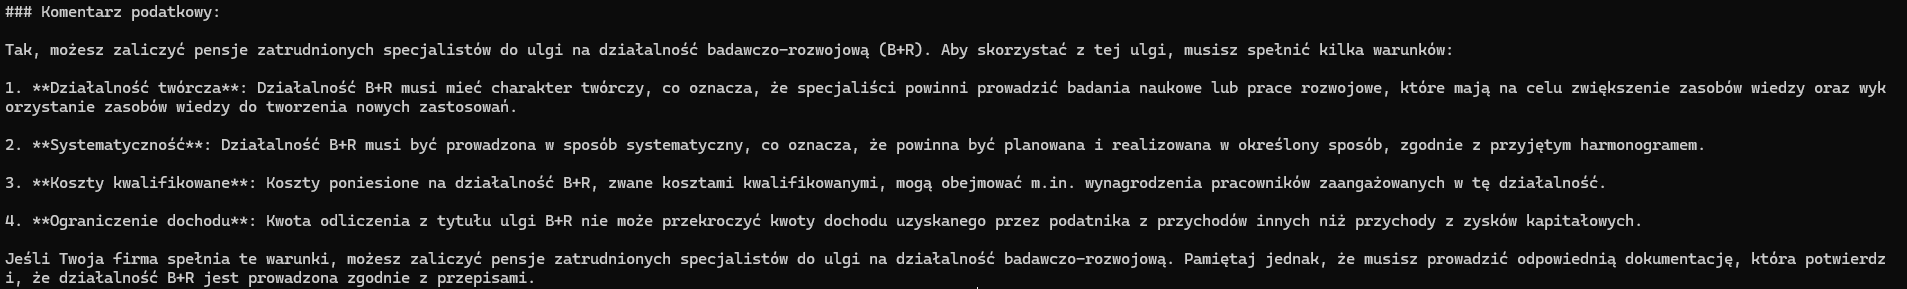 ### Komentarz podatkowy:
Tak, możesz zaliczyć pensje zatrudnionych specjalistów do ulgi na działalność badawczo-rozwojową (B+R). Aby skorzystać z tej ulgi, musisz spełnić kilka warunków:
1. **Działalność twórcza**: Działalność B+R musi mieć charakter twórczy, co oznacza, że specjaliści powinni prowadzić badania naukowe lub prace rozwojowe, które mają na celu zwiększenie zasobów wiedzy oraz wyk
orzystanie zasobów wiedzy do tworzenia nowych zastosowań.
2. **Systematyczność**: Działalność B+R musi być prowadzona w sposób systematyczny, co oznacza, że powinna być planowana i realizowana w określony sposób, zgodnie z przyjętym harmonogramem.
3. **Koszty kwalifikowane**: Koszty poniesione na działalność B+R, zwane kosztami kwalifikowanymi, mogą obejmować m.in. wynagrodzenia pracowników zaangażowanych w tę działalność.
4. **Ograniczenie dochodu**: Kwota odliczenia z tytułu ulgi B+R nie może przekroczyć kwoty dochodu uzyskanego przez podatnika z przychodów innych niż przychody z zysków kapitałowych.
Jeśli Twoja firma spełnia te warunki, możesz zaliczyć pensje zatrudnionych specjalistów do ulgi na działalność badawczo-rozwojową. Pamiętaj jednak, że musisz prowadzić odpowiednią dokumentację, która potwierdz
i, że działalność B+R jest prowadzona zgodnie z przepisami.